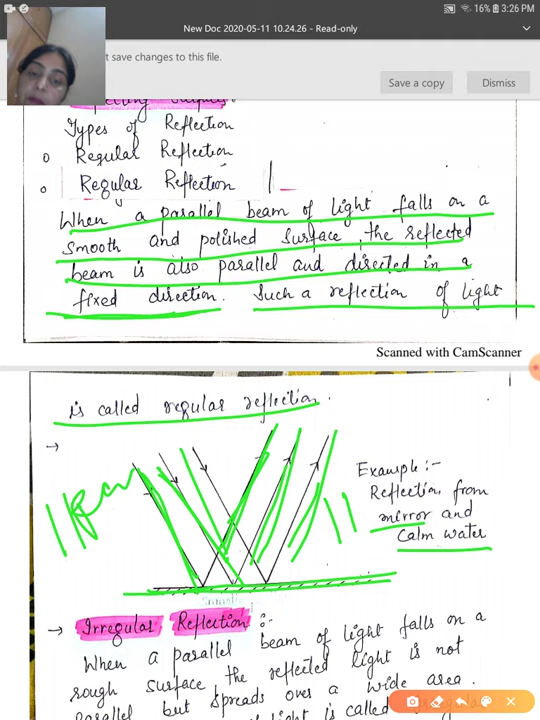 16% 3:26 PM
New Doc 2020-05-11 10.24.26 - Read-only
t save changes to this file.
Save a copy
Dismiss
Types of Reflection
Regular Reflection
Regular Reflection
When a parallel beam of light falls on a
smooth and polished surface, the reflected
beam is also parallel and directed in a
fixed direction. Such a reflection of light
Scanned with CamScanner
is called regular reflection.
Example:-
Reflection from
mirror and
Calm water
Irregular Reflection :-
When a parallel beam of light falls on a
rough surface the reflected light is not
parallel but spreads over a wide area.
light is called